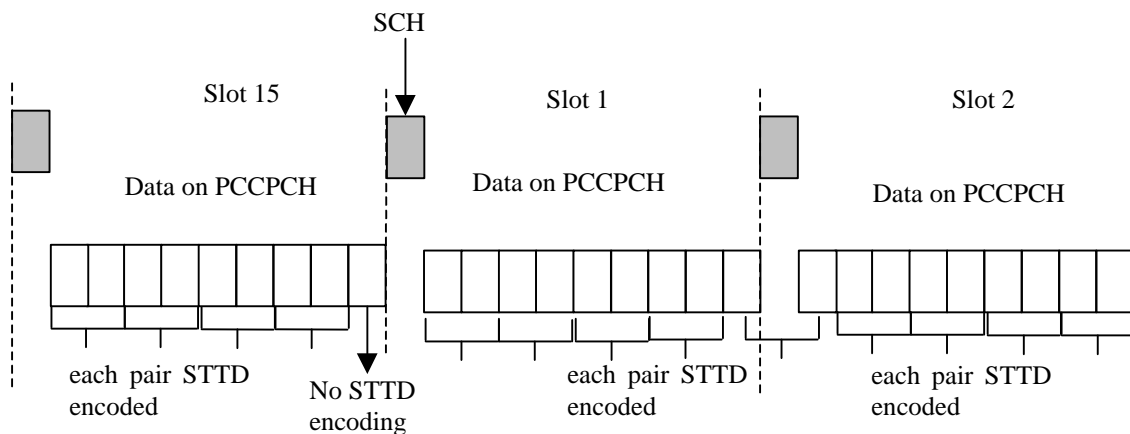 SCH
Slot 15
Slot 1
Slot 2
Data on PCCPCH
Data on PCCPCH
Data on PCCPCH
each pair STTD
encoded
No STTD
encoding
each pair STTD
encoded
each pair STTD
encoded